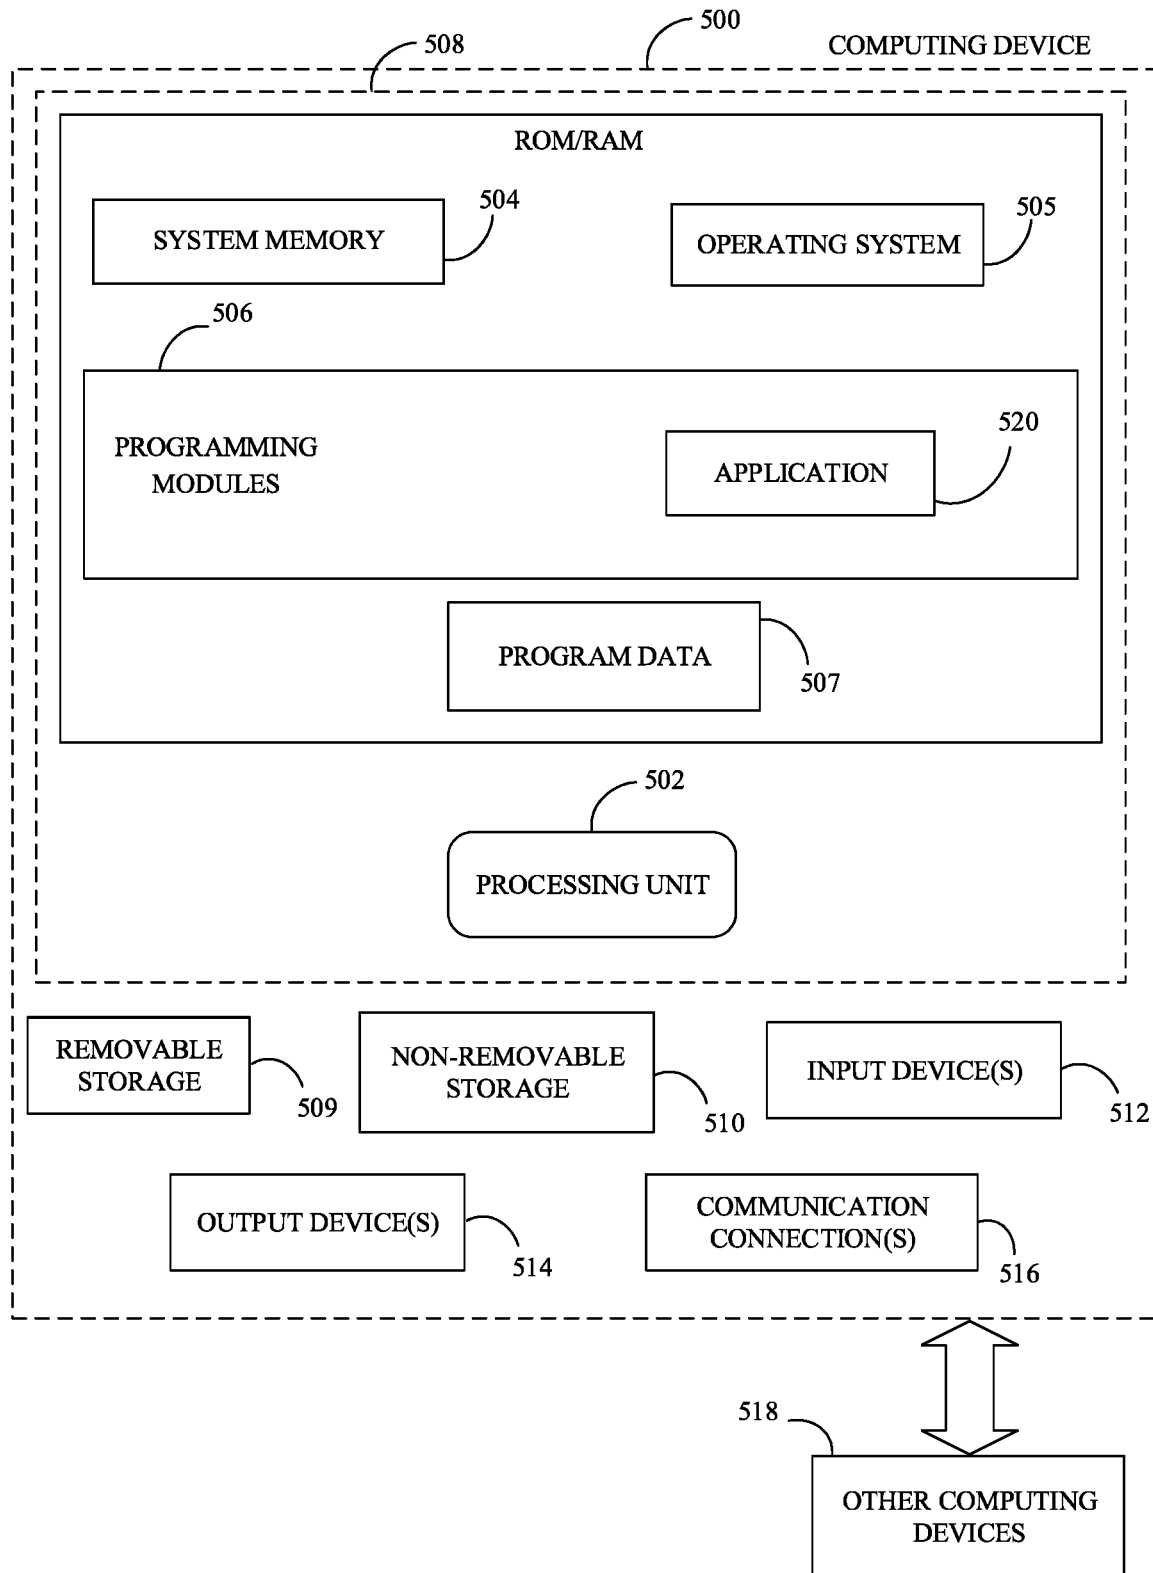 500
COMPUTING DEVICE
508
ROM/RAM
504
SYSTEM MEMORY
505
OPERATING SYSTEM
506
PROGRAMMING
MODULES
520
APPLICATION
PROGRAM DATA
507
502
PROCESSING UNIT
REMOVABLE
STORAGE
509
NON-REMOVABLE
STORAGE
510
INPUT DEVICE(S)
512
OUTPUT DEVICE(S)
514
COMMUNICATION
CONNECTION(S)
516
518
OTHER COMPUTING
DEVICES